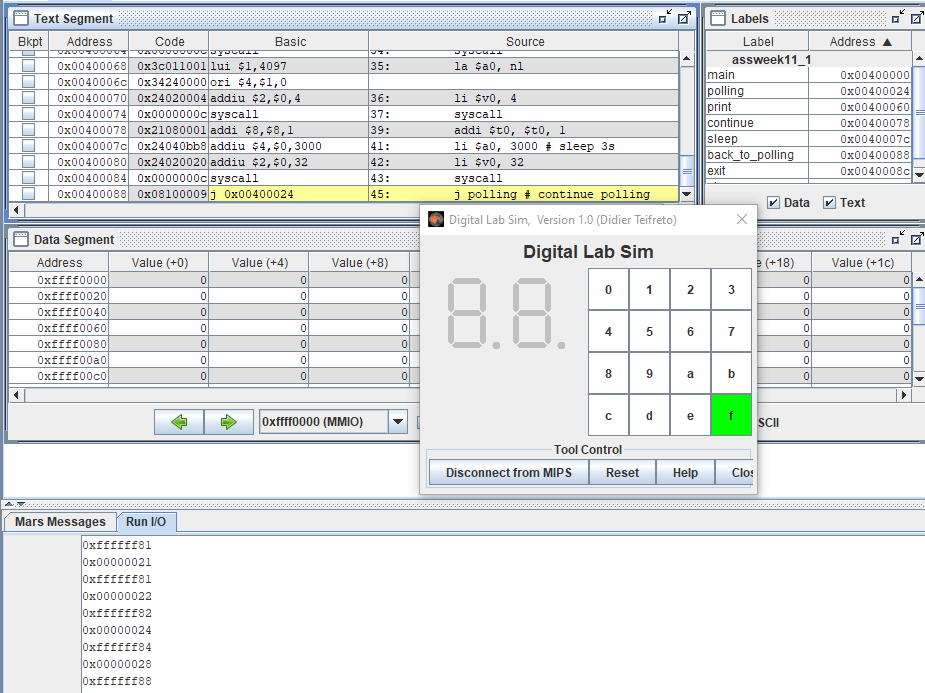 Text Segment
Bkpt Address Code Basic Source
0x00400064 0x0000000c syscall 34: syscall
0x00400068 0x3c011001 lui $1,4097 35: la $a0, nl
0x0040006c 0x34240000 ori $4,$1,0
0x00400070 0x24020004 addiu $2,$0,4 36: li $v0, 4
0x00400074 0x0000000c syscall 37: syscall
0x00400078 0x21080001 addi $8,$8,1 39: addi $t0, $t0, 1
0x0040007c 0x24040bb8 addiu $4,$0,3000 41: li $a0, 3000 # sleep 3s
0x00400080 0x24020020 addiu $2,$0,32 42: li $v0, 32
0x00400084 0x0000000c syscall 43: syscall
0x00400088 0x08100009 j 0x00400024 45: j polling # continue polling
Labels
Label Address ▲
assweek11_1
main 0x00400000
polling 0x00400024
print 0x00400060
continue 0x00400078
sleep 0x0040007c
back_to_polling 0x00400088
exit 0x0040008c
Data Text
Data Segment
Address Value (+0) Value (+4) Value (+8) e (+18) Value (+1c)
0xffff0000 0 0 0 0 0
0xffff0020 0 0 0 0 0
0xffff0040 0 0 0 0 0
0xffff0060 0 0 0 0 0
0xffff0080 0 0 0 0 0
0xffff00a0 0 0 0 0 0
0xffff00c0 0 0 0 0 0
0xffff0000 (MMIO) SCII
Digital Lab Sim, Version 1.0 (Didier Teifreto)
Digital Lab Sim
8.8.
0 1 2 3
4 5 6 7
8 9 a b
c d e f
Tool Control
Disconnect from MIPS Reset Help Clos
Mars Messages Run I/O
0xffffff81
0x00000021
0xffffff81
0x00000022
0xffffff82
0x00000024
0xffffff84
0x00000028
0xffffff88